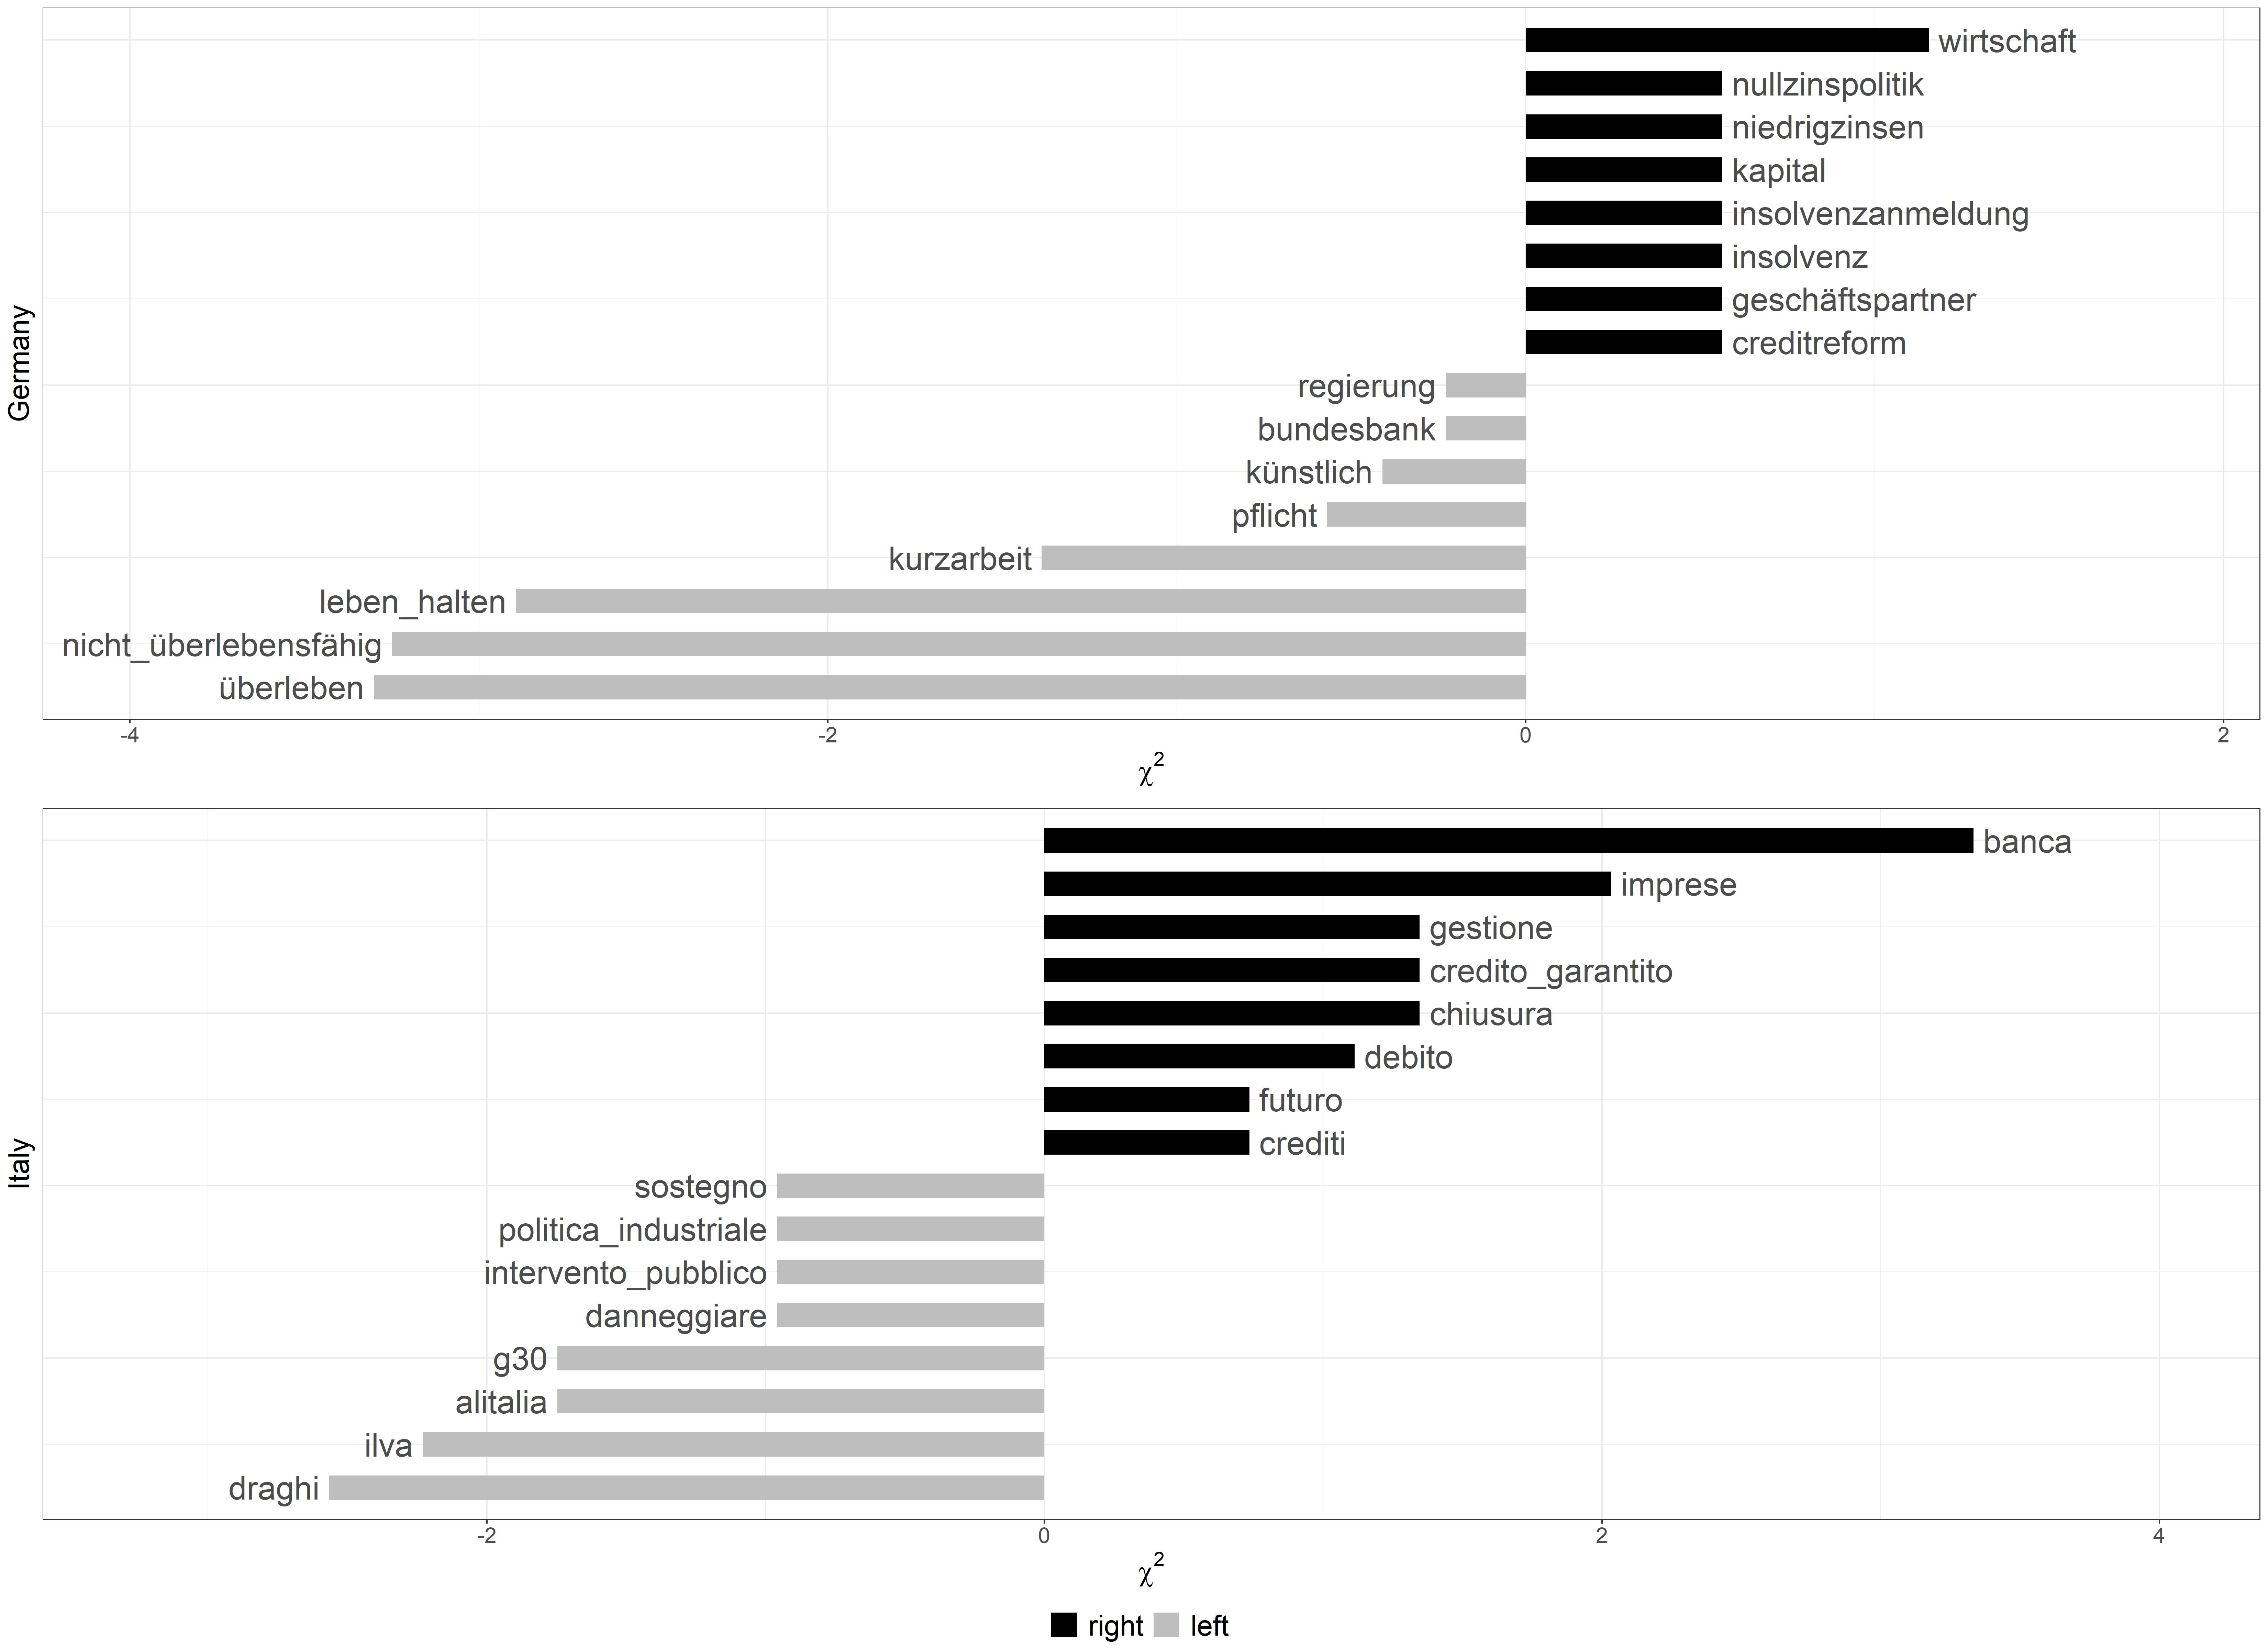 wirtschaft
nullzinspolitik
niedrigzinsen
kapital
insolvenzanmeldung
insolvenz
geschäftspartner
creditreform
regierung
bundesbank
künstlich
pflicht
kurzarbeit
leben_halten
nicht_überlebensfähig
überleben
Germany
-4 -2 0 2
χ²
banca
imprese
gestione
credito_garantito
chiusura
debito
futuro
crediti
sostegno
politica_industriale
intervento_pubblico
danneggiare
g30
alitalia
ilva
draghi
Italy
-2 0 2 4
χ²
right left